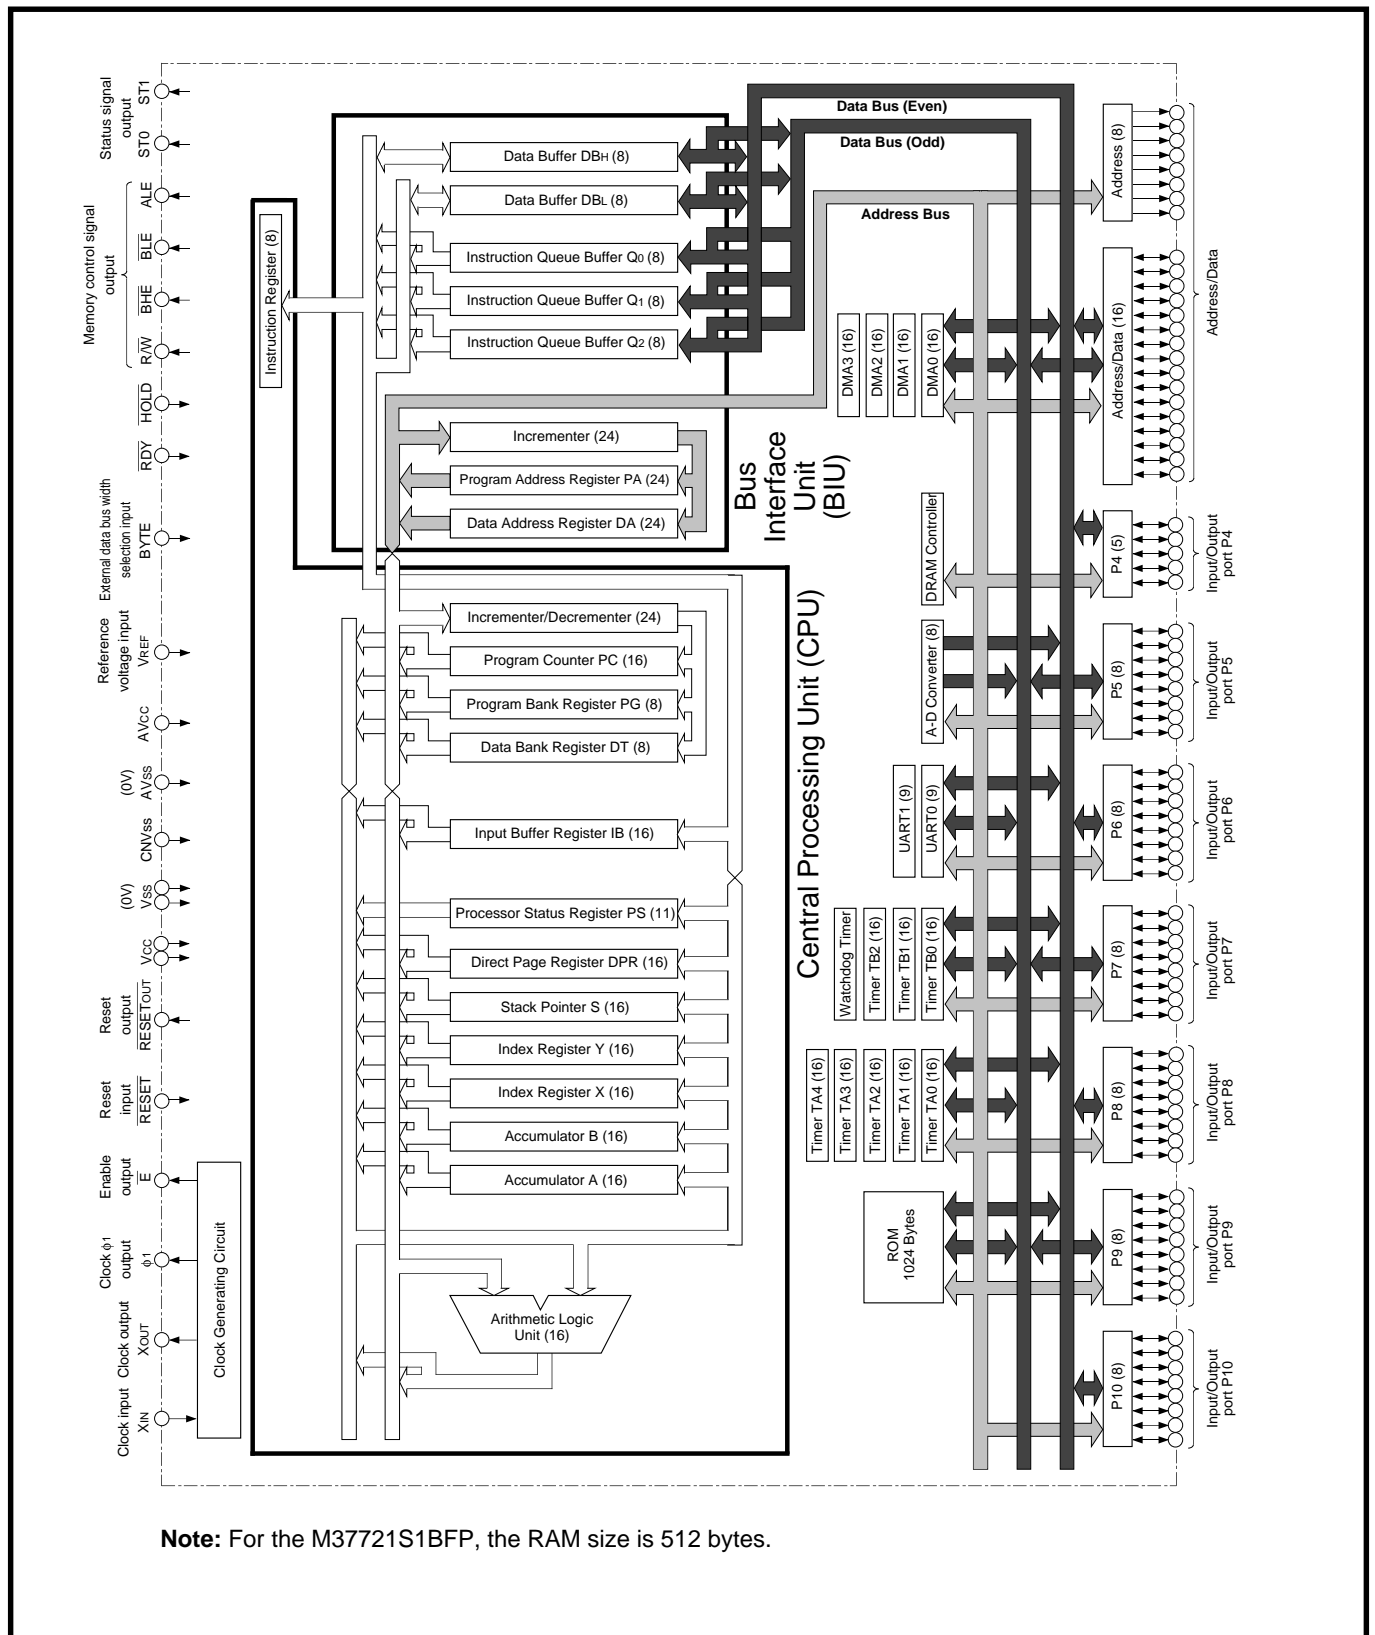 Status signal
output
ST1
ST0
Memory control signal
output
ALE
BLE
BHE
R/W
HOLD
RDY
External data bus width
selection input
BYTE
Reference
voltage input
VREF
AVCC
(0V)
AVSS
CNVSS
(0V)
VSS
VCC
Reset
output
RESETOUT
Reset
input
RESET
Enable
output
E
Clock φ1
output
φ1
Clock output
XOUT
Clock input
XIN
Clock Generating Circuit
Instruction Register (8)
Data Buffer DBH (8)
Data Buffer DBL (8)
Instruction Queue Buffer Q0 (8)
Instruction Queue Buffer Q1 (8)
Instruction Queue Buffer Q2 (8)
Incrementer (24)
Program Address Register PA (24)
Data Address Register DA (24)
Bus
Interface
Unit
(BIU)
Incrementer/Decrementer (24)
Program Counter PC (16)
Program Bank Register PG (8)
Data Bank Register DT (8)
Input Buffer Register IB (16)
Processor Status Register PS (11)
Direct Page Register DPR (16)
Stack Pointer S (16)
Index Register Y (16)
Index Register X (16)
Accumulator B (16)
Accumulator A (16)
Arithmetic Logic
Unit (16)
Central Processing Unit (CPU)
Data Bus (Even)
Data Bus (Odd)
Address Bus
DMA3 (16)
DMA2 (16)
DMA1 (16)
DMA0 (16)
DRAM Controller
A-D Converter (8)
UART1 (9)
UART0 (9)
Watchdog Timer
Timer TB2 (16)
Timer TB1 (16)
Timer TB0 (16)
Timer TA4 (16)
Timer TA3 (16)
Timer TA2 (16)
Timer TA1 (16)
Timer TA0 (16)
ROM
1024 Bytes
Address (8)
Address/Data (16)
P4 (5)
P5 (8)
P6 (8)
P7 (8)
P8 (8)
P9 (8)
P10 (8)
Address/Data
Input/Output
port P4
Input/Output
port P5
Input/Output
port P6
Input/Output
port P7
Input/Output
port P8
Input/Output
port P9
Input/Output
port P10
Note: For the M37721S1BFP, the RAM size is 512 bytes.